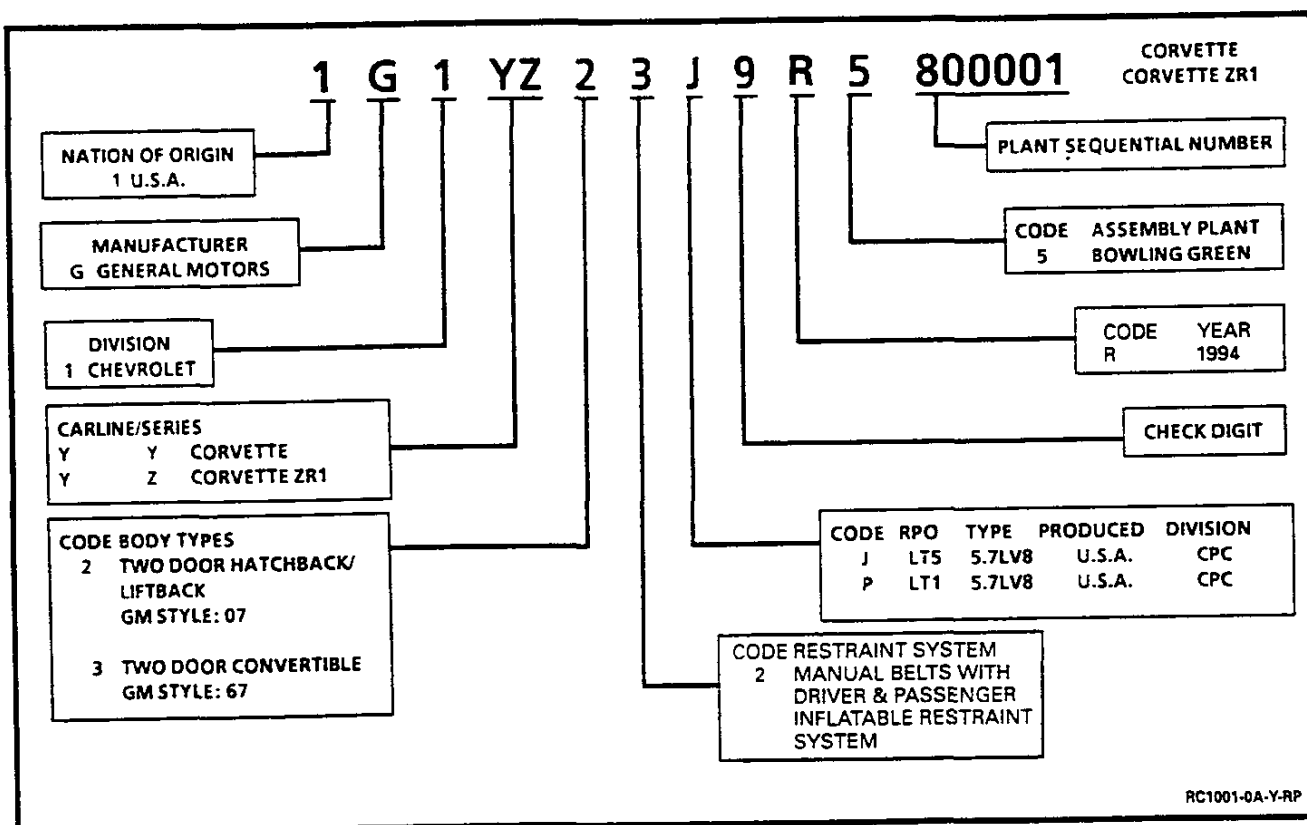 1 G 1 YZ 2 3 J 9 R 5 800001
CORVETTE
CORVETTE ZR1
NATION OF ORIGIN
1 U.S.A.
PLANT SEQUENTIAL NUMBER
MANUFACTURER
G GENERAL MOTORS
CODE ASSEMBLY PLANT
5 BOWLING GREEN
DIVISION
1 CHEVROLET
CODE YEAR
R 1994
CARLINE/SERIES
Y Y CORVETTE
Y Z CORVETTE ZR1
CHECK DIGIT
CODE BODY TYPES
2 TWO DOOR HATCHBACK/
LIFTBACK
GM STYLE: 07
3 TWO DOOR CONVERTIBLE
GM STYLE: 67
CODE RPO TYPE PRODUCED DIVISION
J LT5 5.7LV8 U.S.A. CPC
P LT1 5.7LV8 U.S.A. CPC
CODE RESTRAINT SYSTEM
2 MANUAL BELTS WITH
DRIVER & PASSENGER
INFLATABLE RESTRAINT
SYSTEM
RC1001-0A-Y-RP